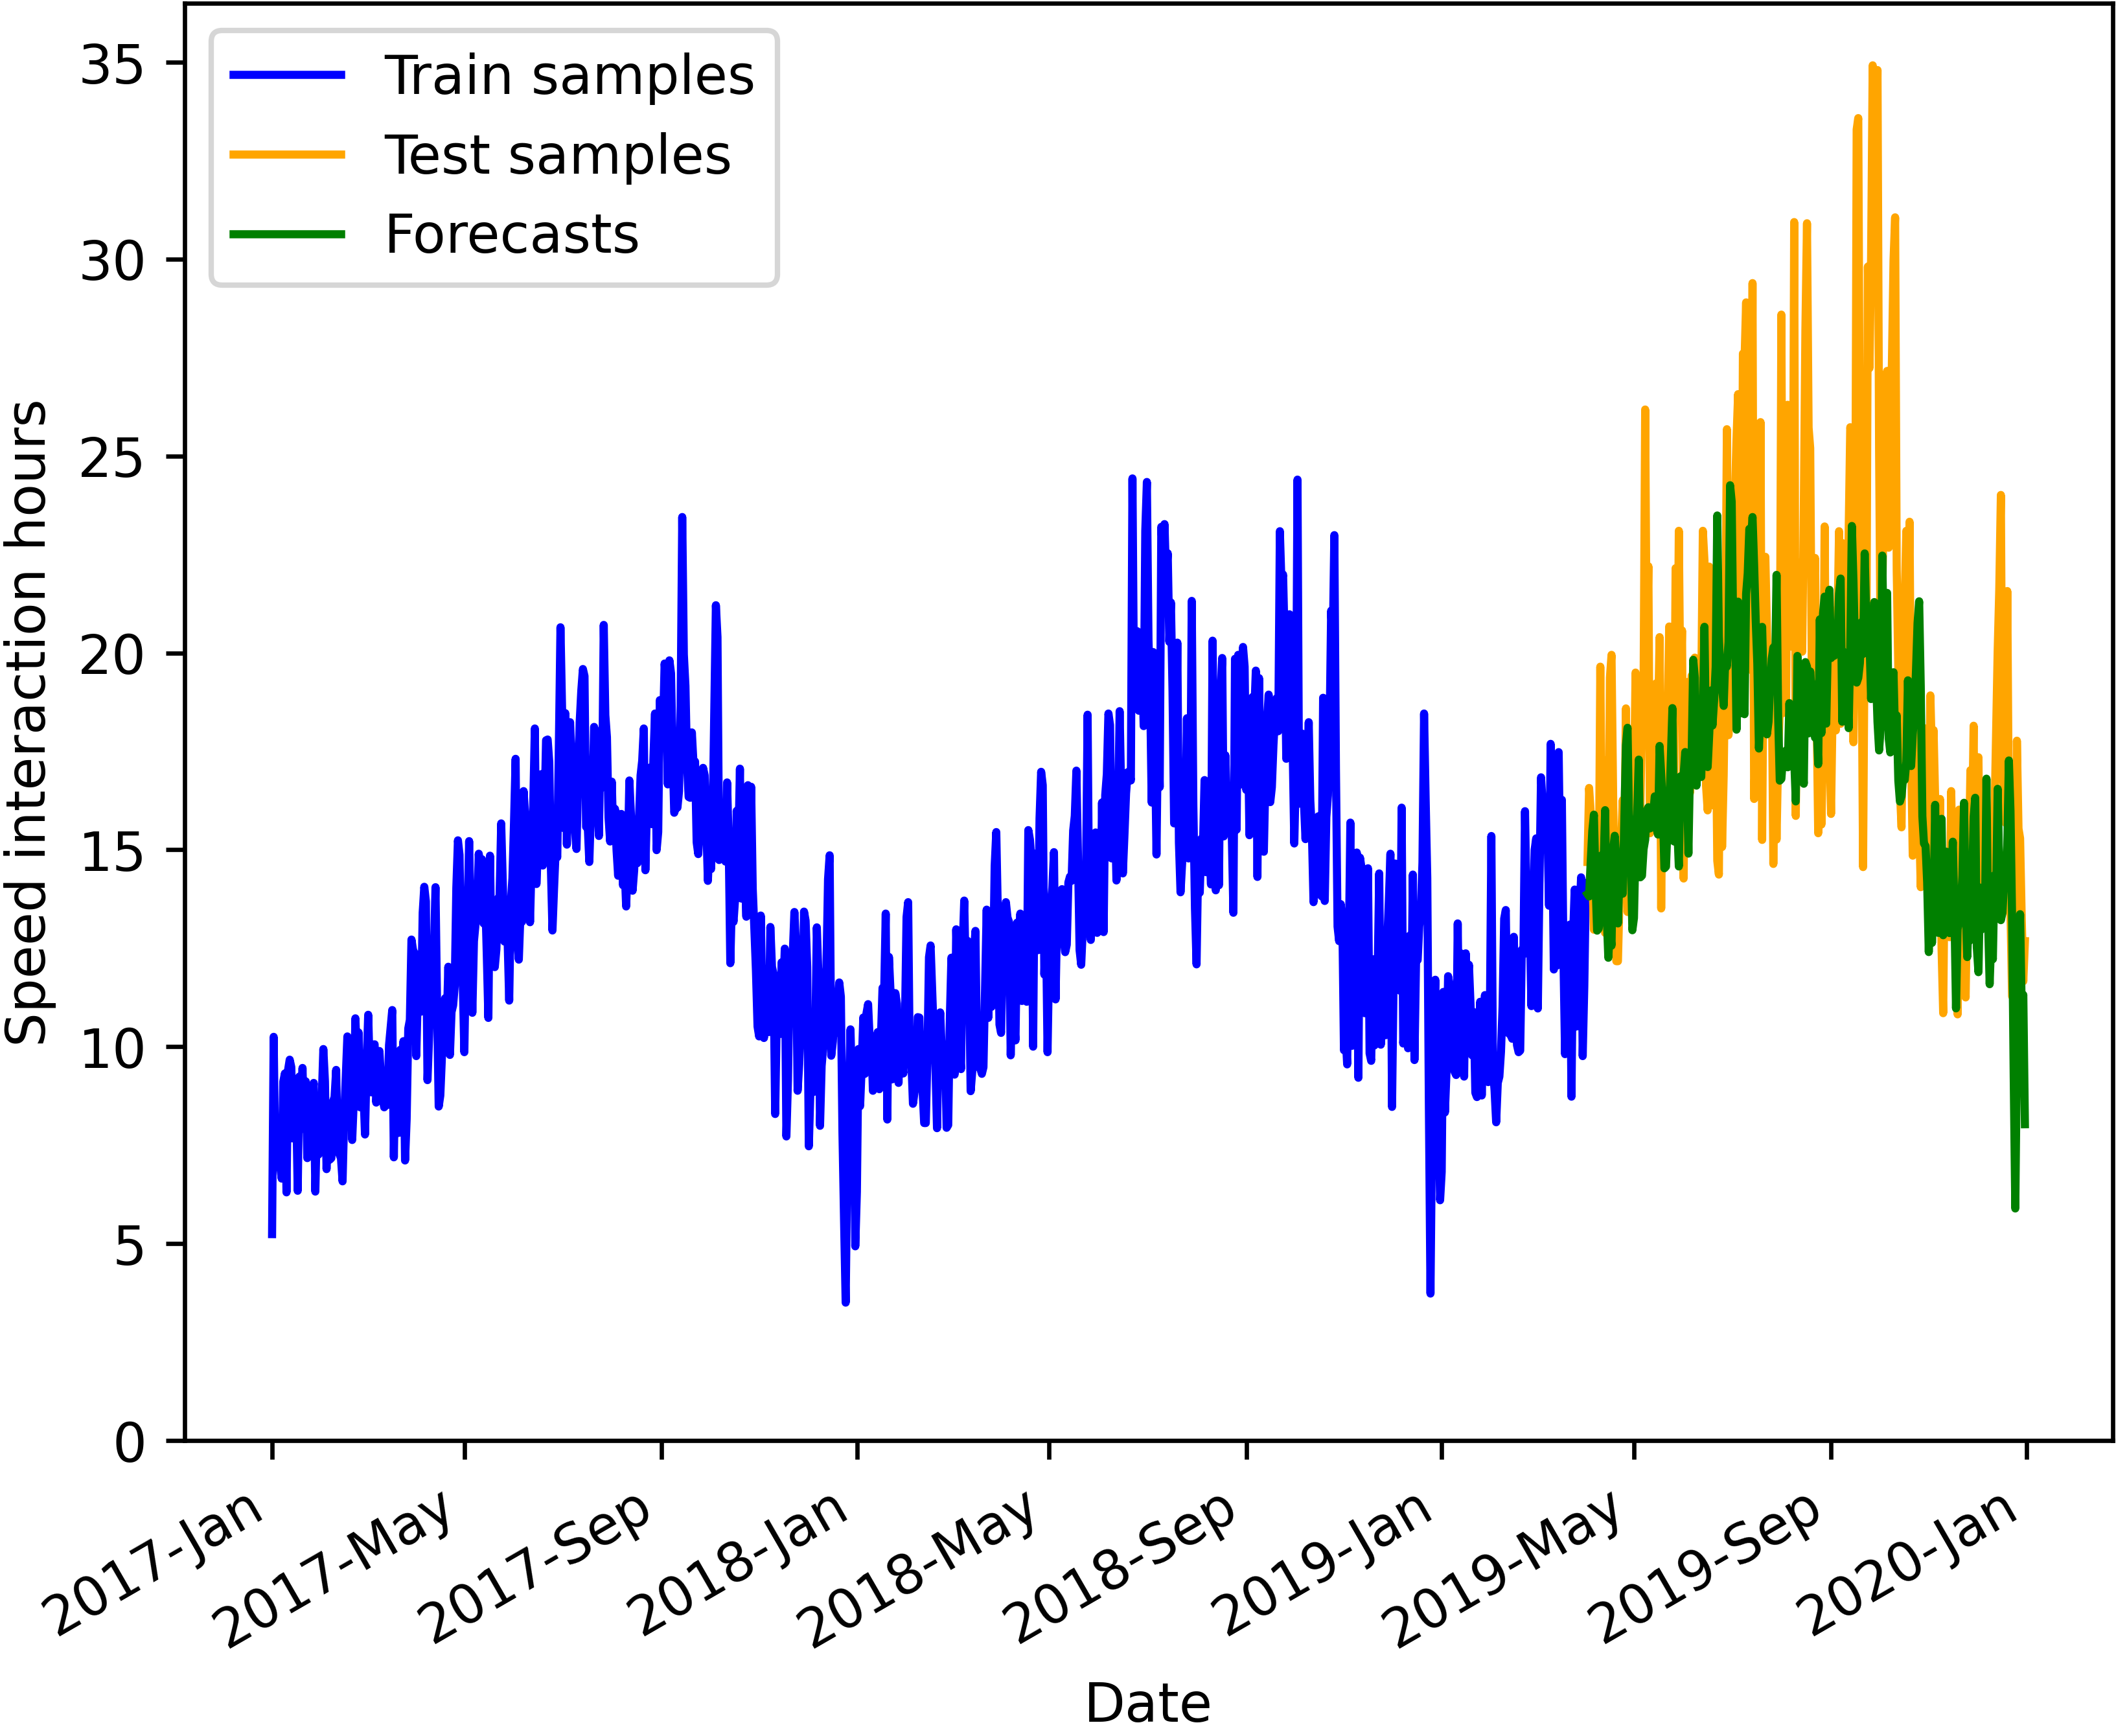 Train samples
Test samples
Forecasts
35
30
25
20
15
10
5
0
Speed interaction hours
2017-Jan
2017-May
2017-Sep
2018-Jan
2018-May
2018-Sep
2019-Jan
2019-May
2019-Sep
2020-Jan
Date